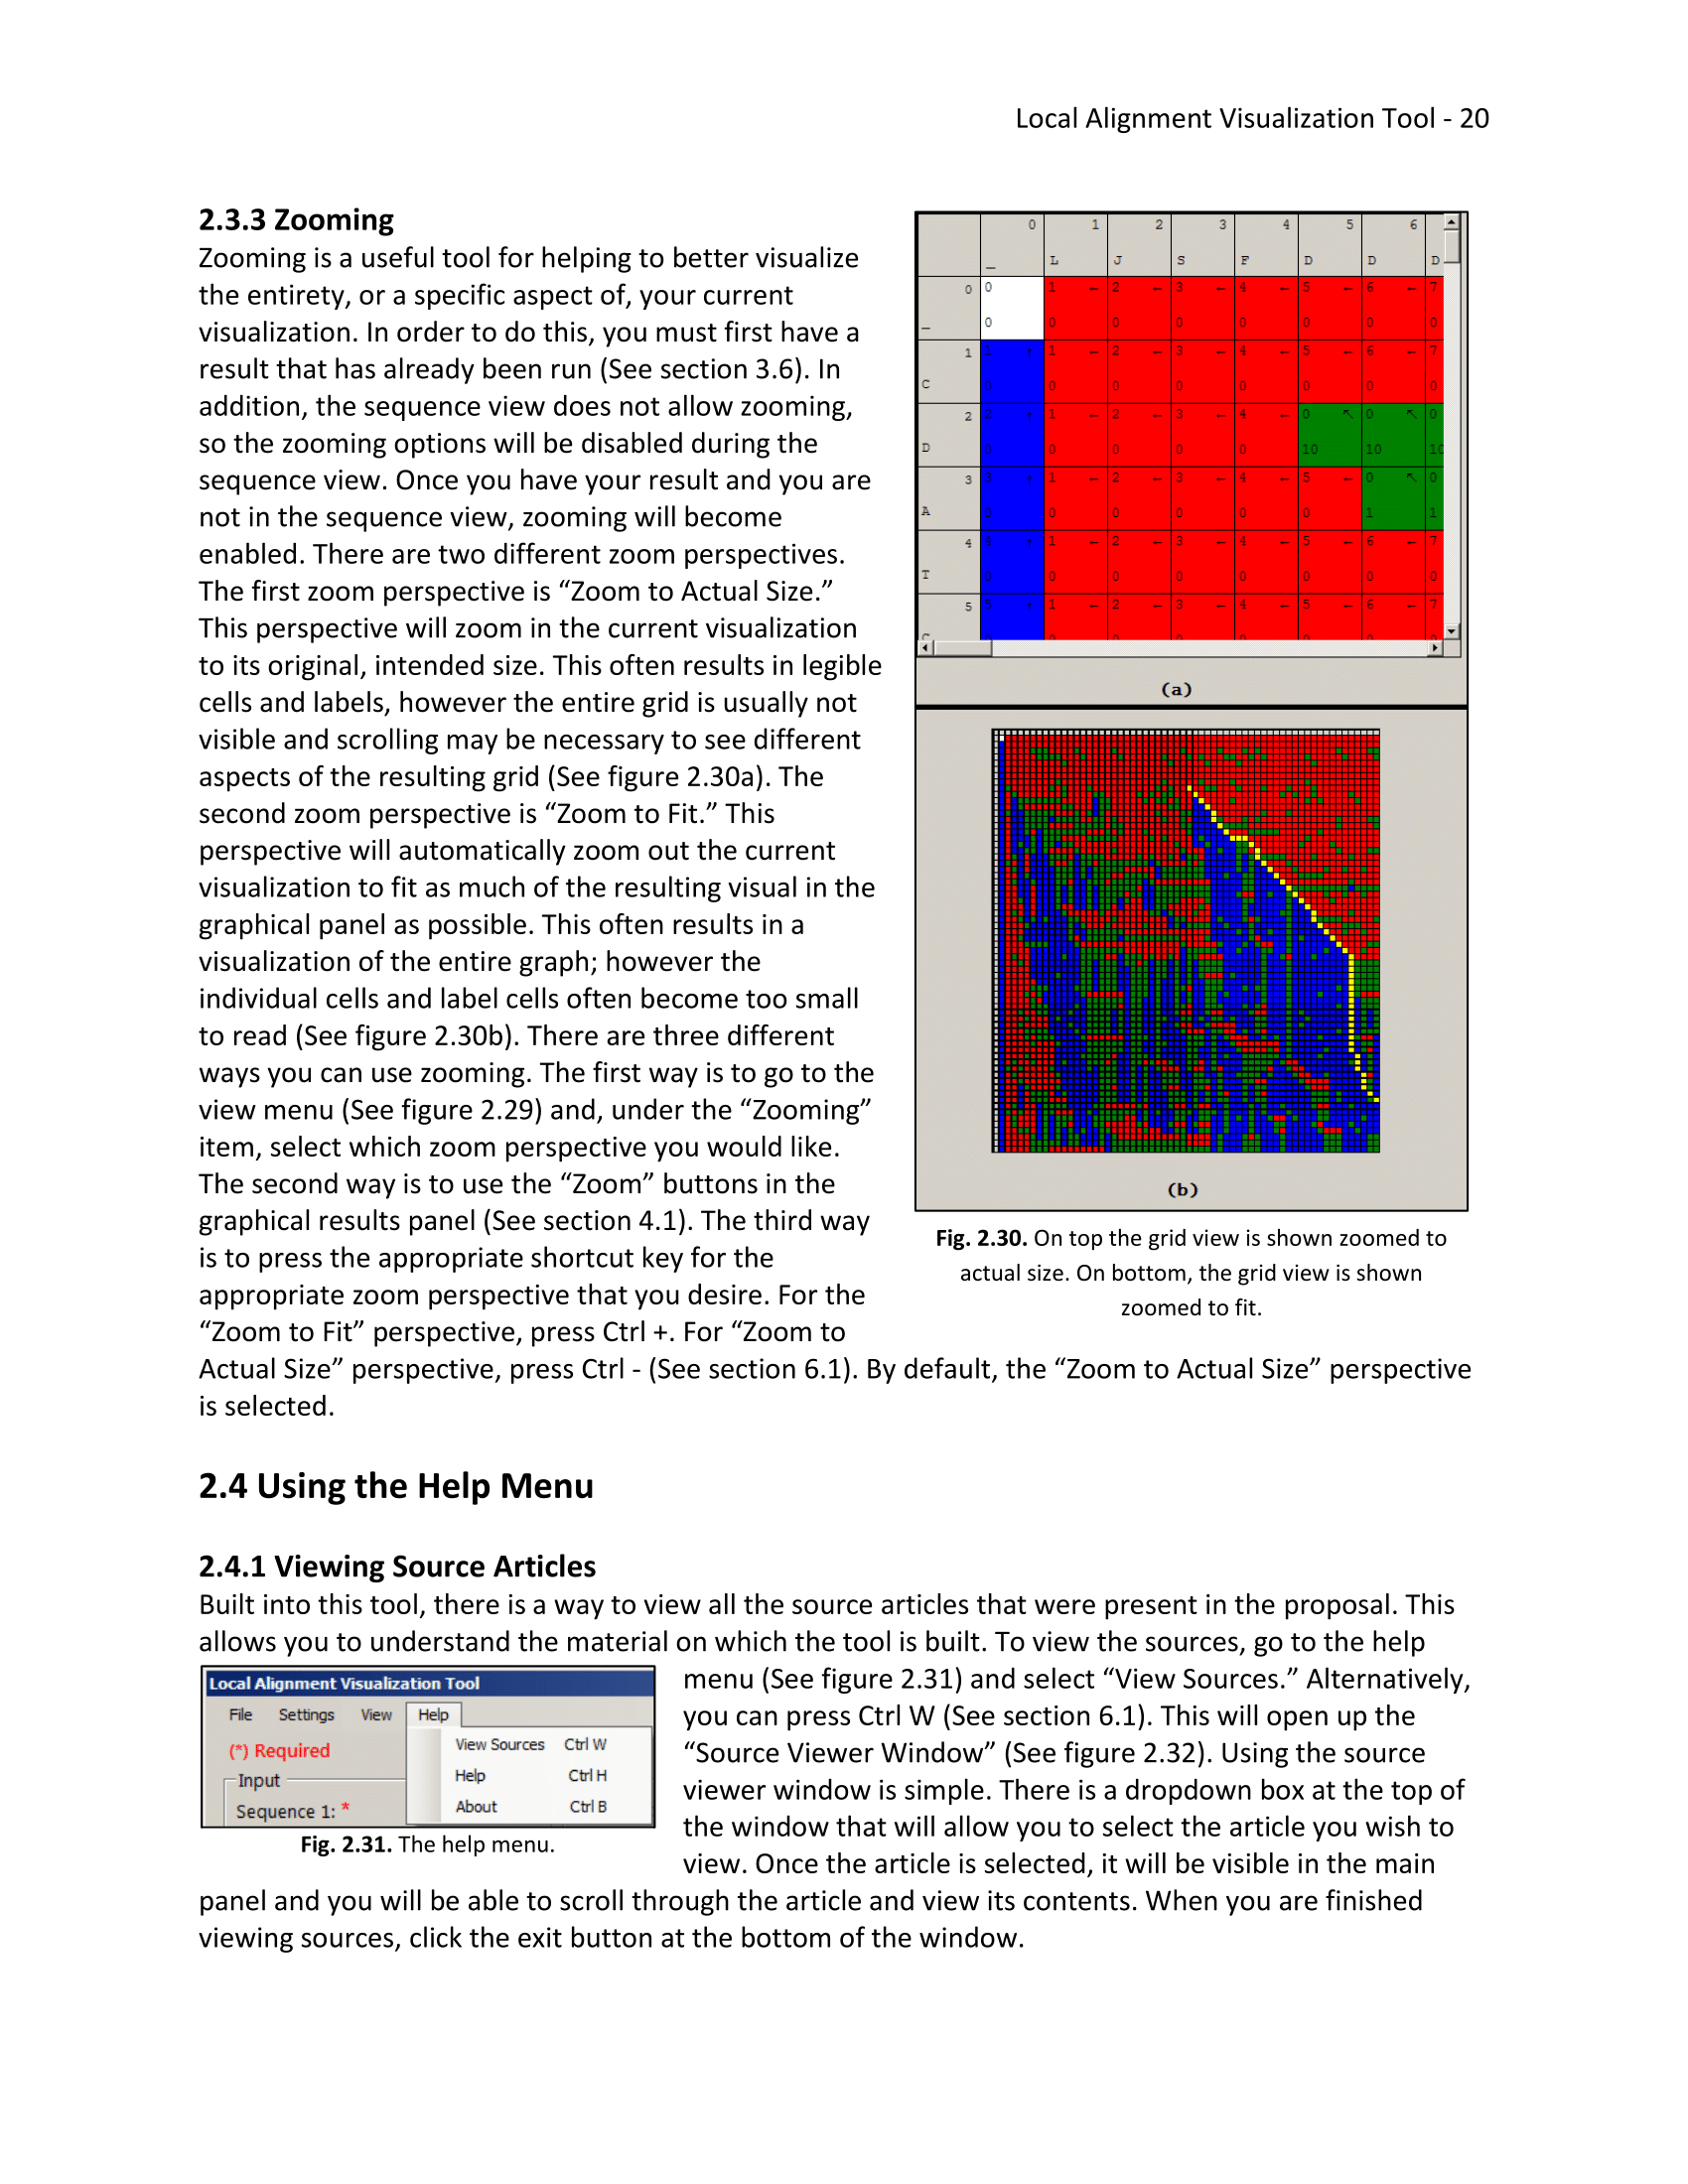 Local Alignment Visualization Tool - 20
2.3.3 Zooming
Zooming is a useful tool for helping to better visualize
the entirety, or a specific aspect of, your current
visualization. In order to do this, you must first have a
result that has already been run (See section 3.6). In
addition, the sequence view does not allow zooming,
so the zooming options will be disabled during the
sequence view. Once you have your result and you are
not in the sequence view, zooming will become
enabled. There are two different zoom perspectives.
The first zoom perspective is “Zoom to Actual Size.”
This perspective will zoom in the current visualization
to its original, intended size. This often results in legible
cells and labels, however the entire grid is usually not
visible and scrolling may be necessary to see different
aspects of the resulting grid (See figure 2.30a). The
second zoom perspective is “Zoom to Fit.” This
perspective will automatically zoom out the current
visualization to fit as much of the resulting visual in the
graphical panel as possible. This often results in a
visualization of the entire graph; however the
individual cells and label cells often become too small
to read (See figure 2.30b). There are three different
ways you can use zooming. The first way is to go to the
view menu (See figure 2.29) and, under the “Zooming”
item, select which zoom perspective you would like.
The second way is to use the “Zoom” buttons in the
graphical results panel (See section 4.1). The third way
is to press the appropriate shortcut key for the
appropriate zoom perspective that you desire. For the
“Zoom to Fit” perspective, press Ctrl +. For “Zoom to
Actual Size” perspective, press Ctrl - (See section 6.1). By default, the “Zoom to Actual Size” perspective
is selected.
0 1 2 3 4 5 6
_ L J S F D D D
0 0 1 ← 2 ← 3 ← 4 ← 5 ← 6 ← 7
_ 0 0 0 0 0 0 0 0
1 1 ↑ 1 ← 2 ← 3 ← 4 ← 5 ← 6 ← 7
C 0 0 0 0 0 0 0 0
2 2 ↑ 1 ← 2 ← 3 ← 4 ← 0 ↖ 0 ↖ 0
D 0 0 0 0 0 10 10 10
3 3 ↑ 1 ← 2 ← 3 ← 4 ← 5 ← 0 ↖ 0
A 0 0 0 0 0 0 1 1
4 4 ↑ 1 ← 2 ← 3 ← 4 ← 5 ← 6 ← 7
T 0 0 0 0 0 0 0 0
5 5 ↑ 1 ← 2 ← 3 ← 4 ← 5 ← 6 ← 7
(a)
(b)
Fig. 2.30. On top the grid view is shown zoomed to
actual size. On bottom, the grid view is shown
zoomed to fit.
2.4 Using the Help Menu
2.4.1 Viewing Source Articles
Built into this tool, there is a way to view all the source articles that were present in the proposal. This
allows you to understand the material on which the tool is built. To view the sources, go to the help
menu (See figure 2.31) and select “View Sources.” Alternatively,
you can press Ctrl W (See section 6.1). This will open up the
“Source Viewer Window” (See figure 2.32). Using the source
viewer window is simple. There is a dropdown box at the top of
the window that will allow you to select the article you wish to
view. Once the article is selected, it will be visible in the main
panel and you will be able to scroll through the article and view its contents. When you are finished
viewing sources, click the exit button at the bottom of the window.
Local Alignment Visualization Tool
File Settings View Help
(*) Required
Input
Sequence 1: *
View Sources Ctrl W
Help Ctrl H
About Ctrl B
Fig. 2.31. The help menu.